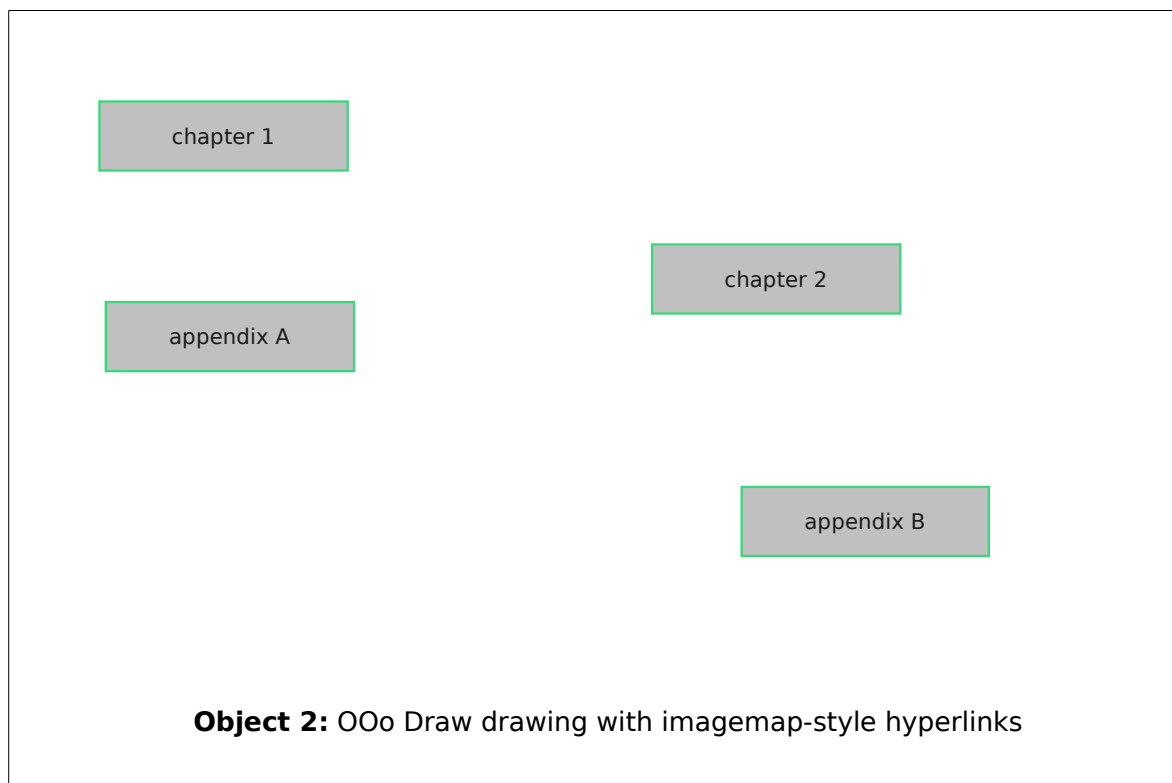 chapter 1
chapter 2
appendix A
appendix B
Object 2: OOo Draw drawing with imagemap-style hyperlinks